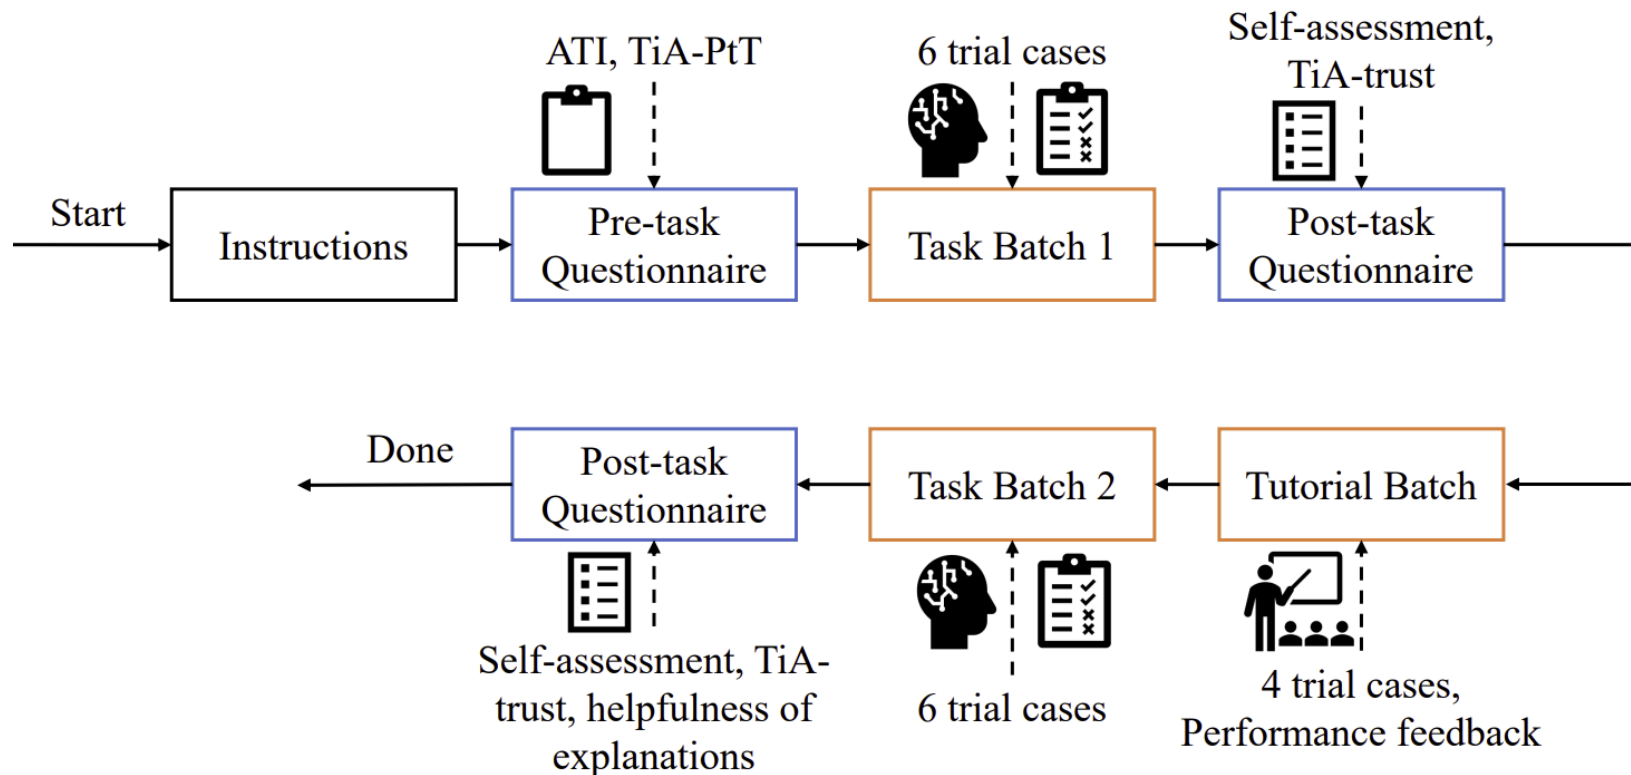 ATI, TiA-PtT
6 trial cases
Self-assessment,
TiA-trust
Start
Instructions
Pre-task
Questionnaire
Task Batch 1
Post-task
Questionnaire
Done
Post-task
Questionnaire
Task Batch 2
Tutorial Batch
Self-assessment, TiA-
trust, helpfulness of
explanations
6 trial cases
4 trial cases,
Performance feedback